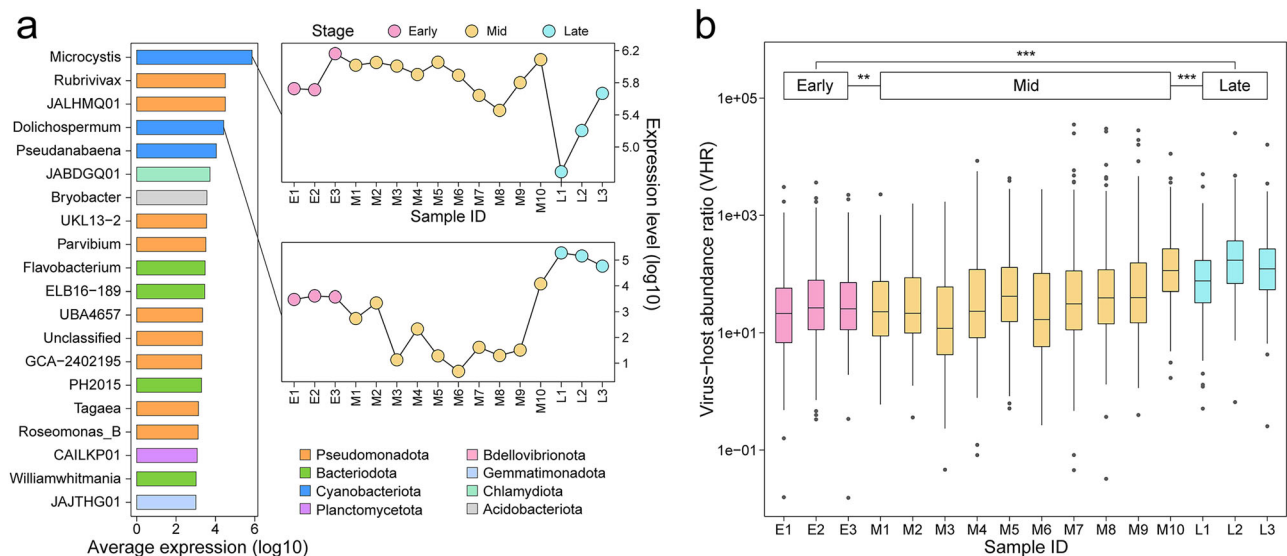 a
Stage
Early
Mid
Late
Microcystis
Rubrivivax
JALHMQ01
Dolichospermum
Pseudanabaena
JABDGQ01
Bryobacter
UKL13−2
Parvibium
Flavobacterium
ELB16−189
UBA4657
Unclassified
GCA−2402195
PH2015
Tagaea
Roseomonas_B
CAILKP01
Williamwhitmania
JAJTHG01
0
2
4
6
Average expression (log10)
6.2
5.8
5.4
5.0
E1
E2
E3
M1
M2
M3
M4
M5
M6
M7
M8
M9
M10
L1
L2
L3
Sample ID
Expression level (log10)
5
4
3
2
1
E1
E2
E3
M1
M2
M3
M4
M5
M6
M7
M8
M9
M10
L1
L2
L3
Pseudomonadota
Bacteriodota
Cyanobacteriota
Planctomycetota
Bdellovibrionota
Gemmatimonadota
Chlamydiota
Acidobacteriota
b
***
Early
**
Mid
***
Late
Virus−host abundance ratio (VHR)
1e+05
1e+03
1e+01
1e−01
E1
E2
E3
M1
M2
M3
M4
M5
M6
M7
M8
M9
M10
L1
L2
L3
Sample ID